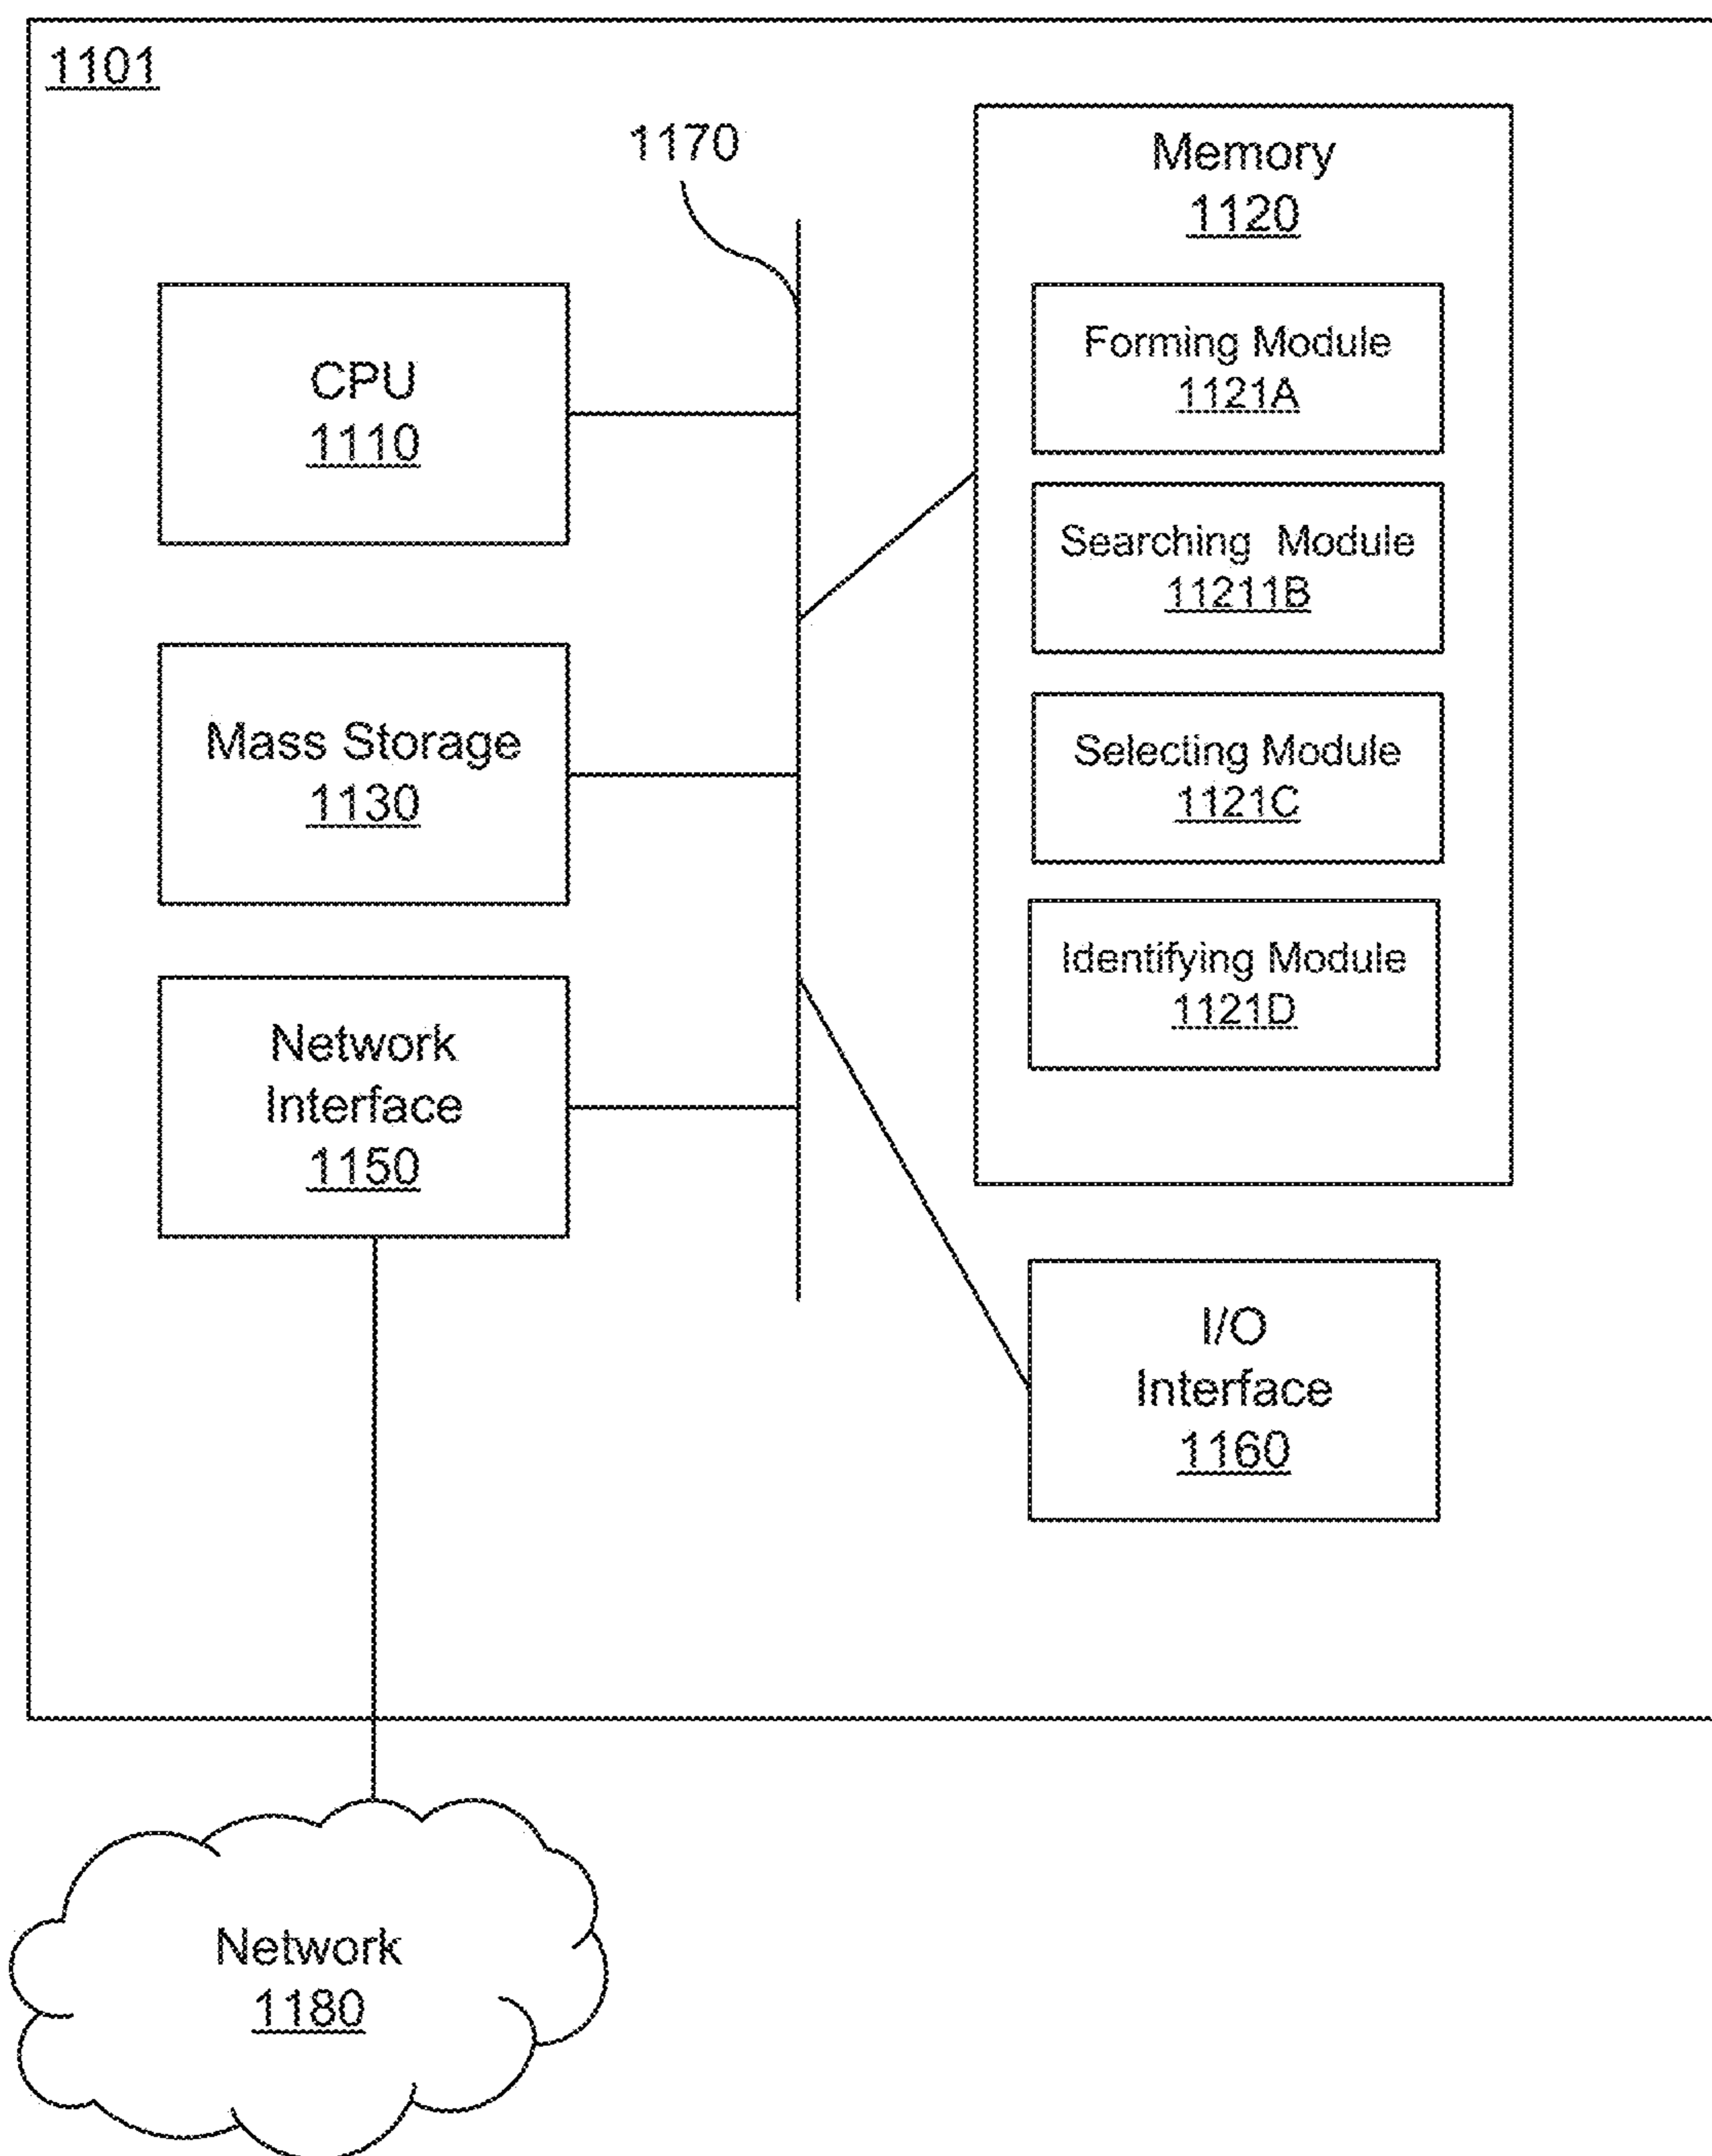 1101
1170
Memory
1120
Forming Module
1121A
CPU
1110
Searching Module
11211B
Mass Storage
1130
Selecting Module
1121C
Identifying Module
1121D
Network
Interface
1150
I/O
Interface
1160
Network
1180